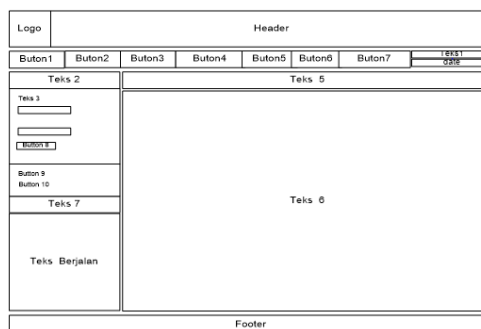 Logo Header
Buton1 Buton2 Buton3 Buton4 Buton5 Buton6 Buton7 Teks1
date
Teks 2 Teks 5
Teks 3
Button 8
Button 9
Button 10
Teks 6
Teks 7
Teks Berjalan
Footer